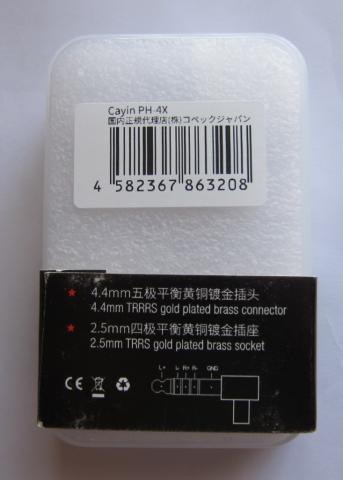 Cayin PH-4X
国内正規代理店(株)コペックジャパン
4 582367 863208
★ 4.4mm五极平衡黄铜镀金插头
4.4mm TRRRS gold plated brass connector
★ 2.5mm四极平衡黄铜镀金插座
2.5mm TRRS gold plated brass socket
L+ L- R+ R- GND
CE